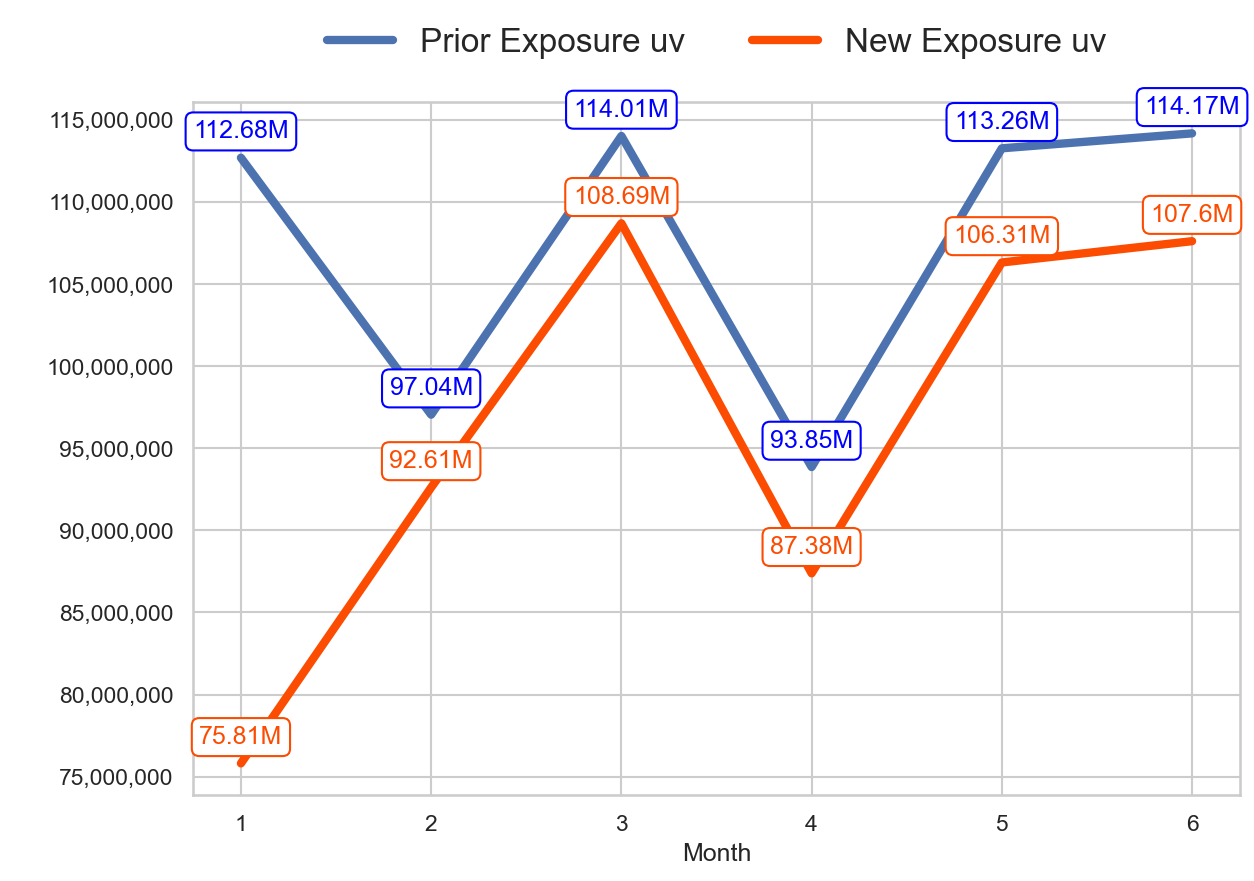 Prior Exposure uv New Exposure uv
115,000,000
110,000,000
105,000,000
100,000,000
95,000,000
90,000,000
85,000,000
80,000,000
75,000,000
112.68M
97.04M
114.01M
93.85M
113.26M
114.17M
75.81M
92.61M
108.69M
87.38M
106.31M
107.6M
1 2 3 4 5 6
Month